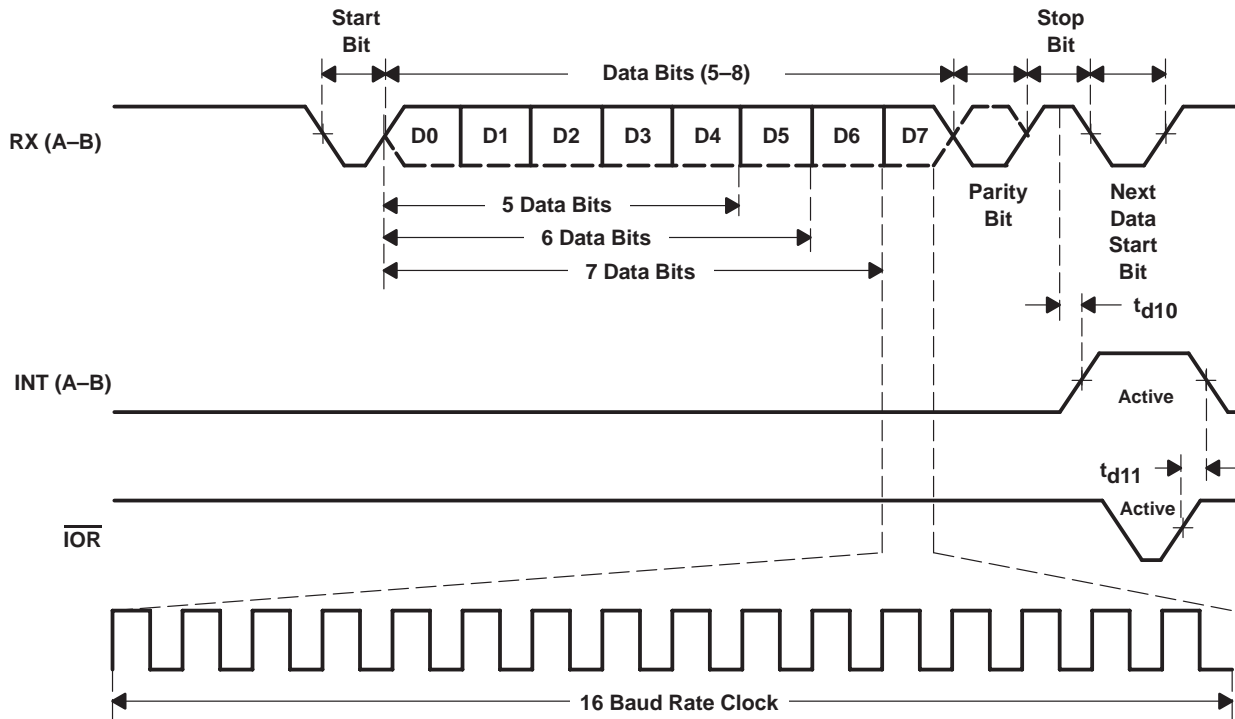 Start
Bit
Data Bits (5–8)
Stop
Bit
RX (A–B)
D0 D1 D2 D3 D4 D5 D6 D7
5 Data Bits
6 Data Bits
7 Data Bits
Parity
Bit
Next
Data
Start
Bit
td10
INT (A–B)
Active
td11
Active
IOR
16 Baud Rate Clock